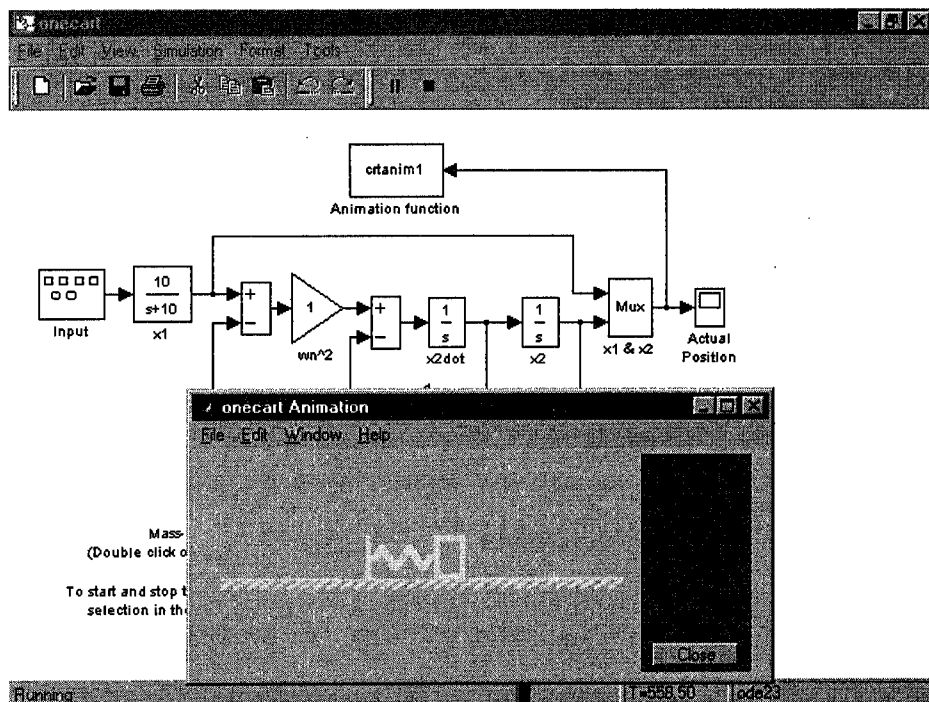 onecart
File Edit View Simulation Format Tools
crtanim1
Animation function
10
s+10
x1
Input
+
−
1
wn^2
+
−
1
s
x2dot
1
s
x2
Mux
x1 & x2
Actual
Position
onecart Animation
File Edit Window Help
Mass-
(Double click o
To start and stop t
selection in the
Close
Running
T=558.50
ode23